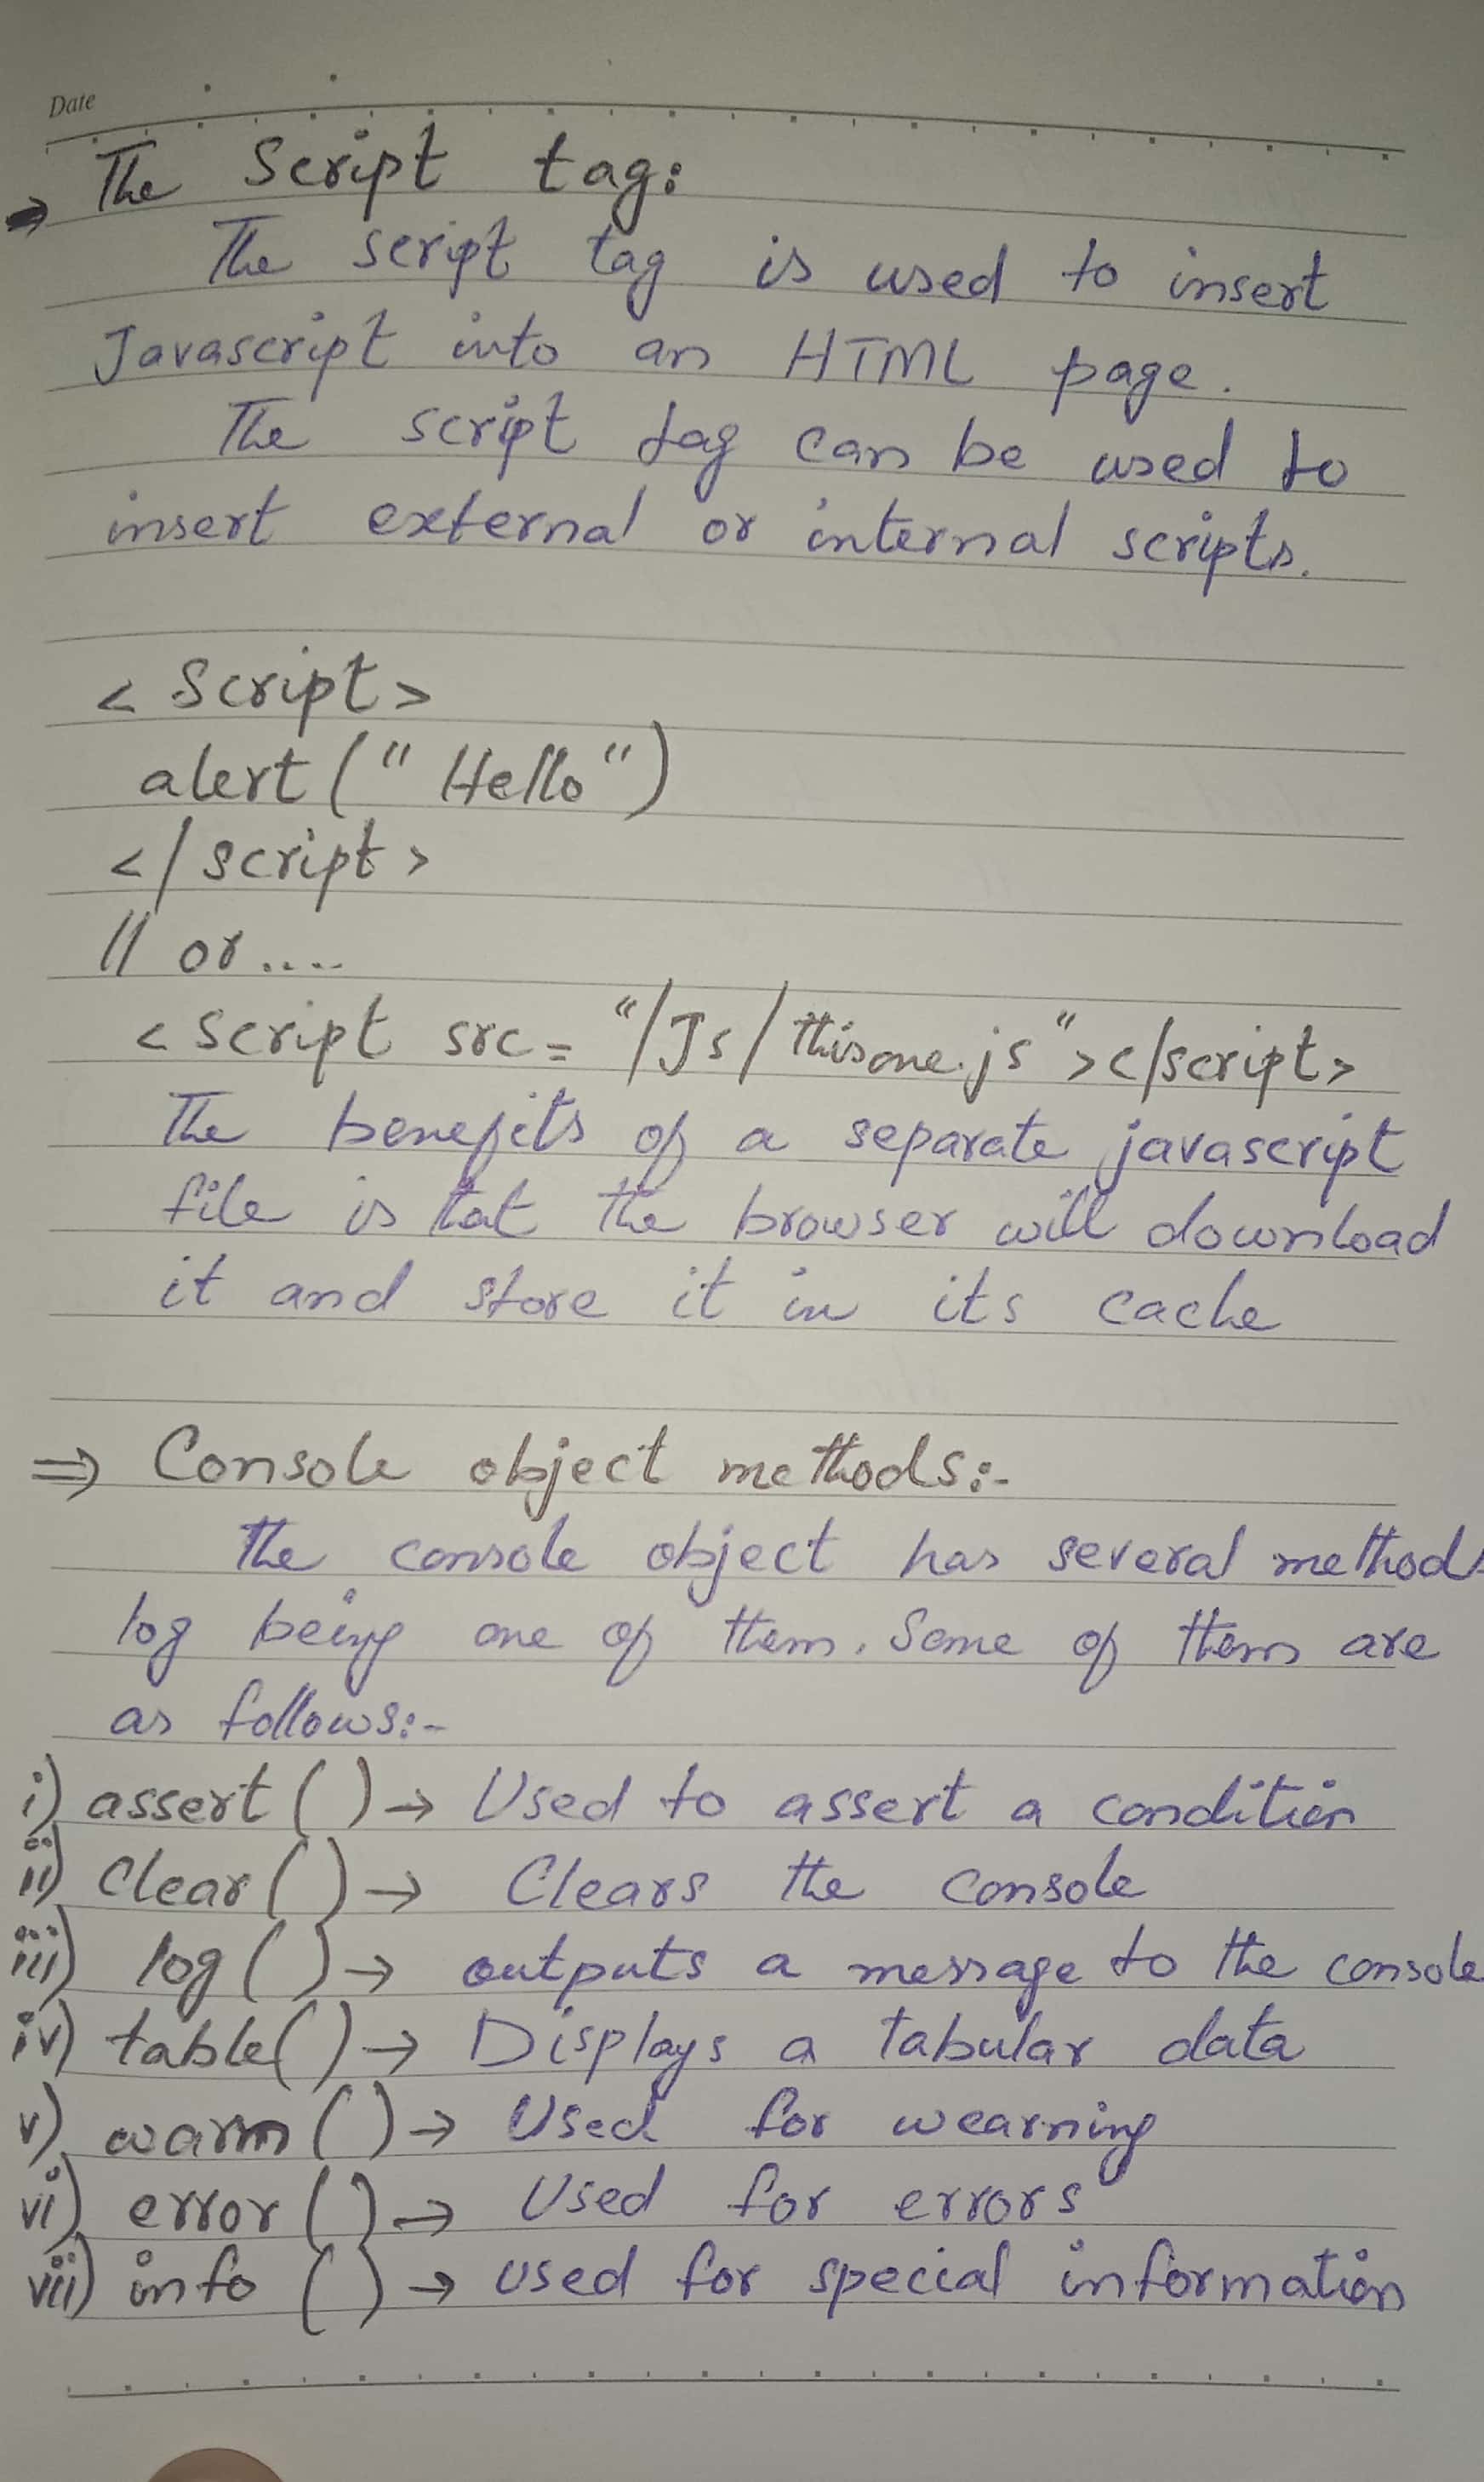 Date
→ The Script tag:
The script tag is used to insert
Javascript into an HTML page.
The script tag can be used to
insert external or internal scripts.
< Script>
alert (" Hello")
</ script>
// or....
< script src= "/Js/thisone.js"></script>
The benefits of a separate javascript
file is tat the browser will download
it and store it in its cache
⇒ Console object methods:-
The console object has several methods
log being one of them. Some of them are
as follows:-
i) assert ( ) → Used to assert a condition
ii) Clear ( ) → Clears the console
iii) log ( ) → outputs a message to the console
iv) table( ) → Displays a tabular data
v) warn ( ) → Used for wearning
vi) error ( ) → Used for errors
vii) info ( ) → used for special information